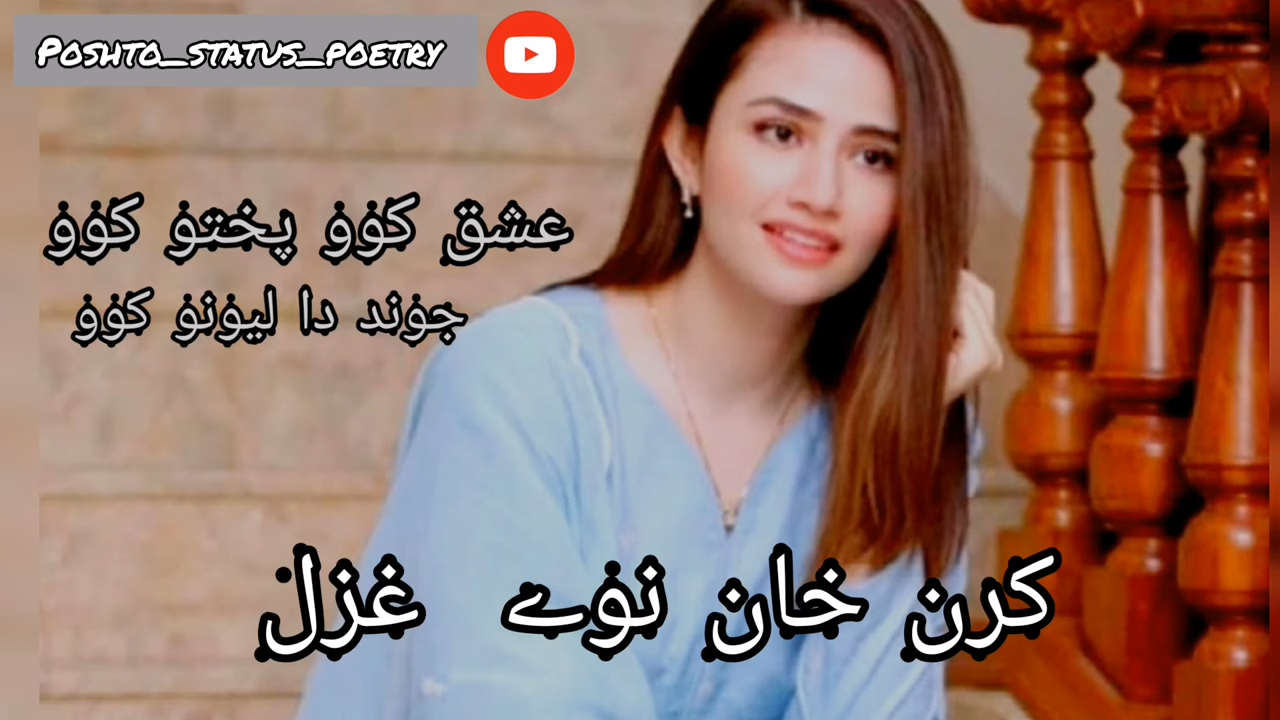 Poshto_status_poetry
عشق کوو پختو کوو
جوند دا لیونو کوو
کرن خان نوے غزل